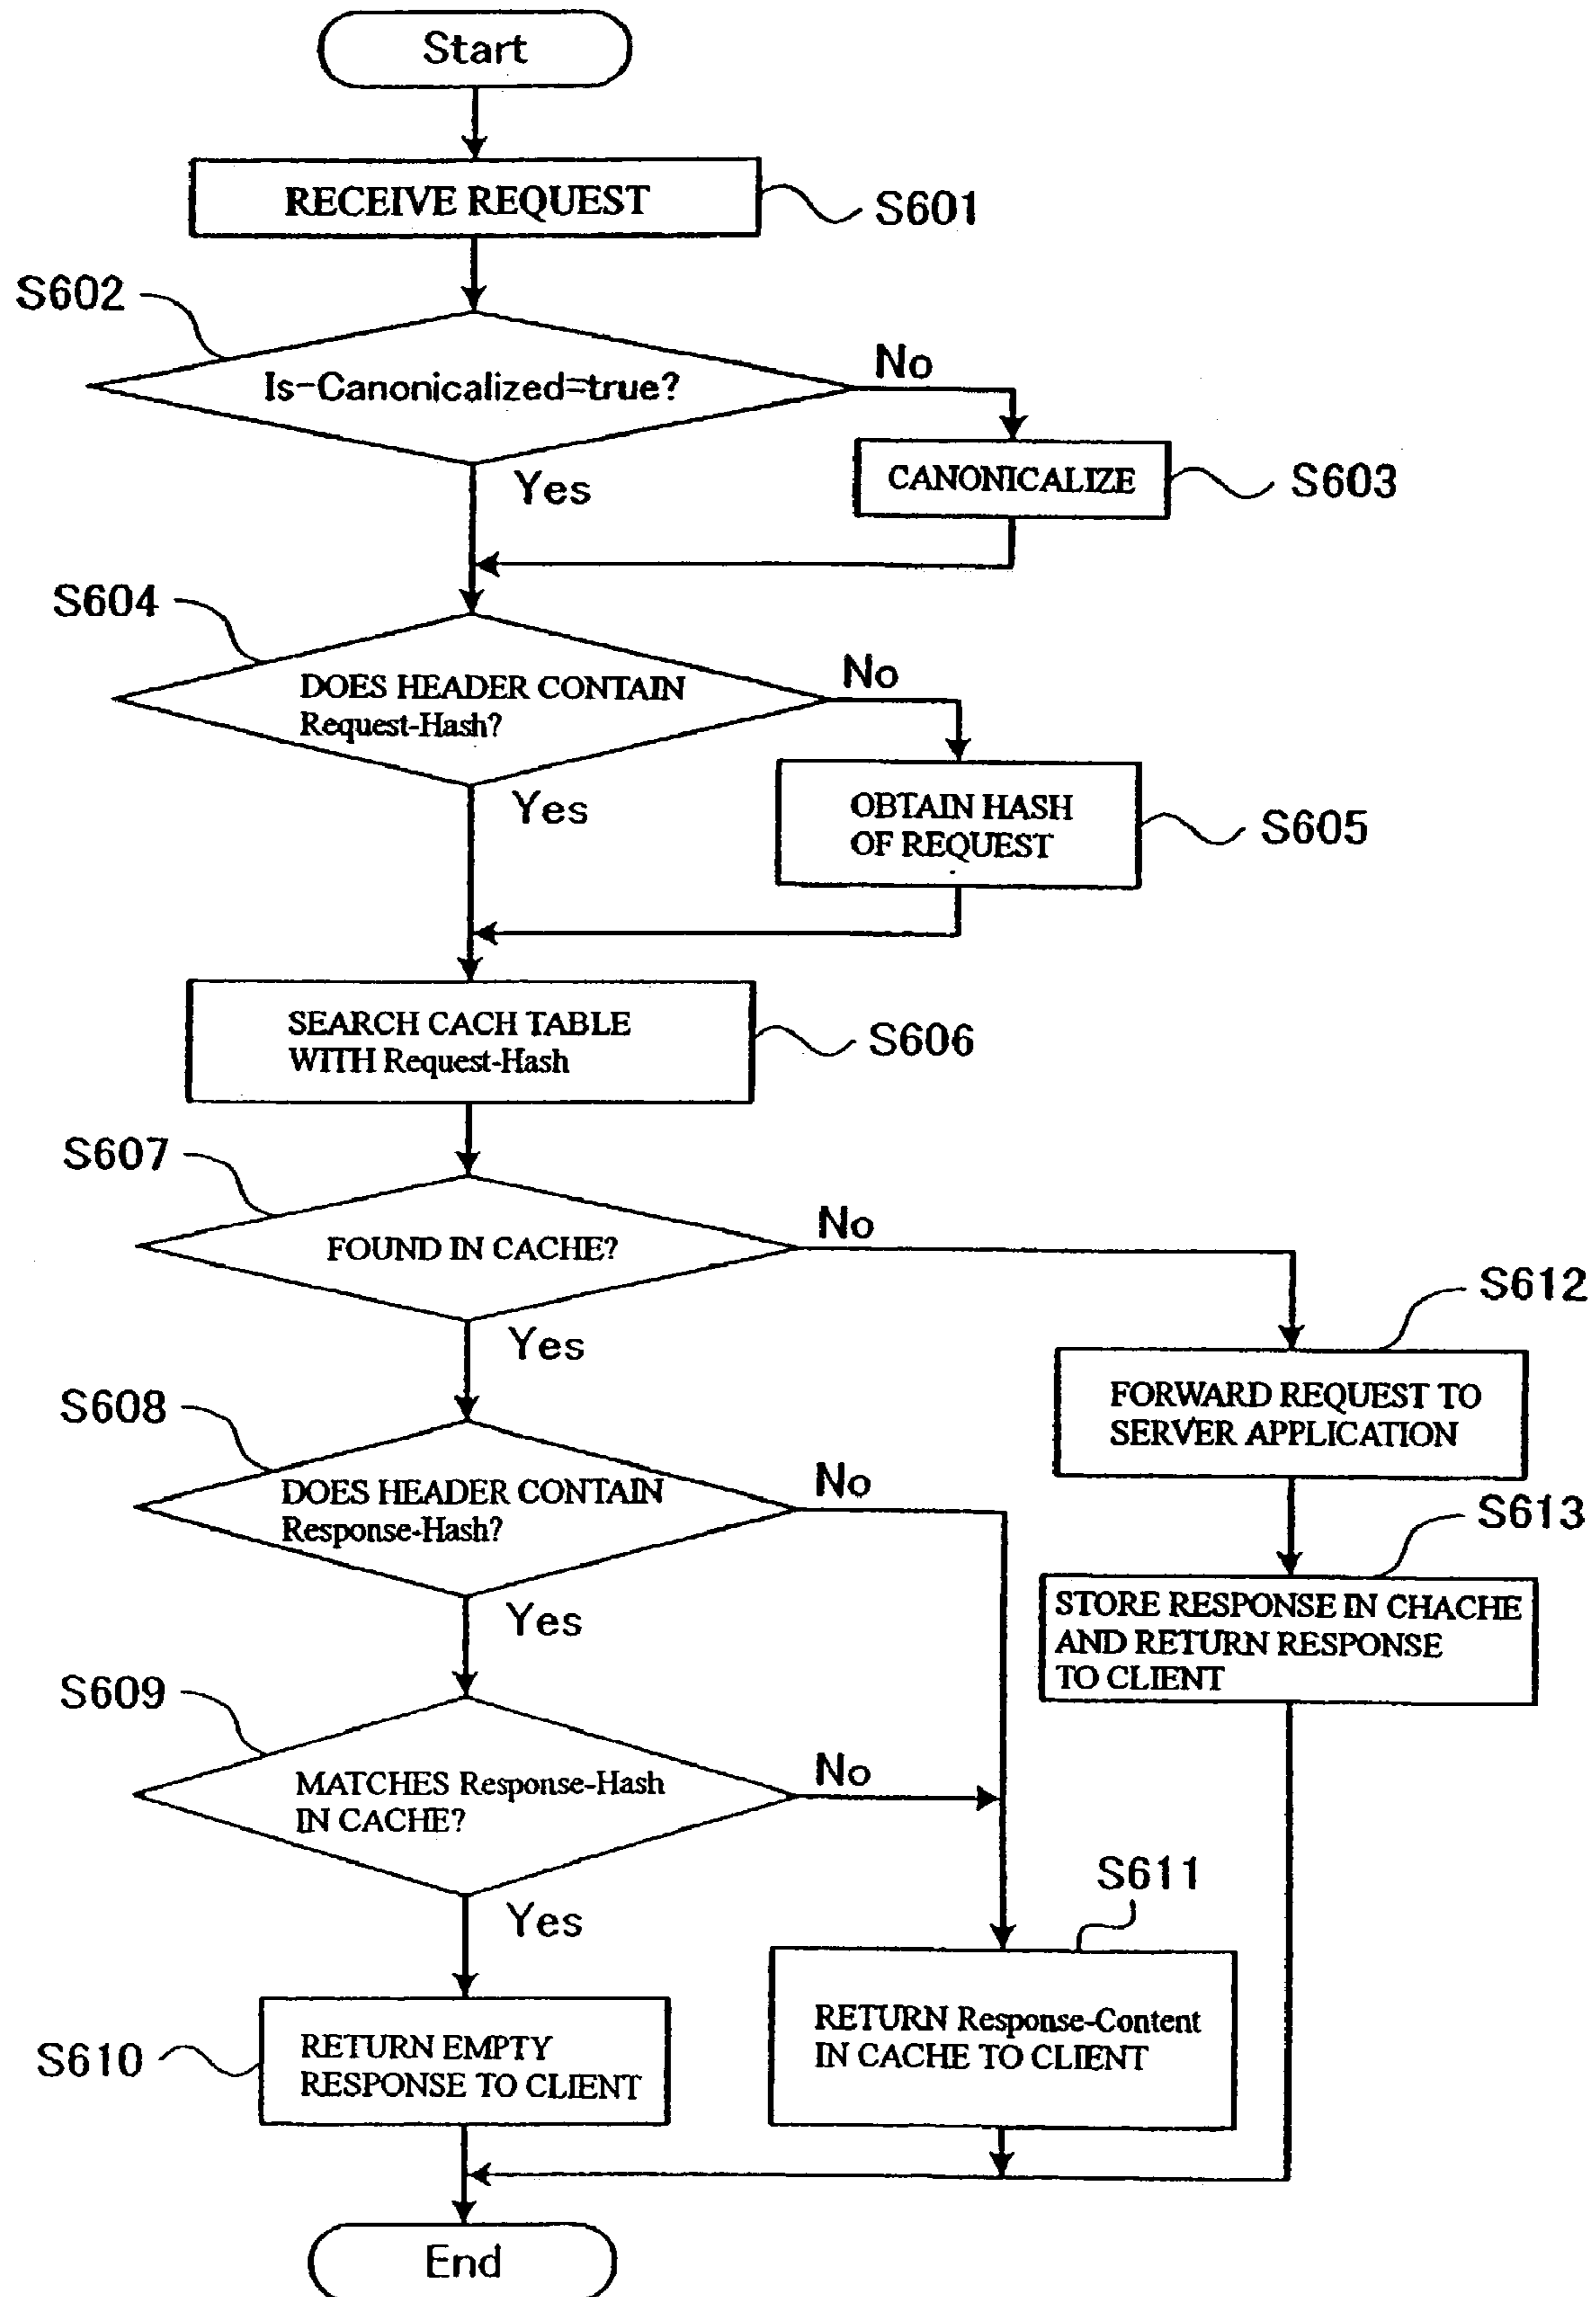 Start
RECEIVE REQUEST
S601
S602
Is-Canonicalized=true?
No
CANONICALIZE
S603
Yes
S604
DOES HEADER CONTAIN
Request-Hash?
No
OBTAIN HASH
OF REQUEST
S605
Yes
SEARCH CACH TABLE
WITH Request-Hash
S606
S607
FOUND IN CACHE?
No
Yes
S612
FORWARD REQUEST TO
SERVER APPLICATION
S608
DOES HEADER CONTAIN
Response-Hash?
No
Yes
S613
STORE RESPONSE IN CHACHE
AND RETURN RESPONSE
TO CLIENT
S609
MATCHES Response-Hash
IN CACHE?
No
Yes
S611
RETURN Response-Content
IN CACHE TO CLIENT
S610
RETURN EMPTY
RESPONSE TO CLIENT
End